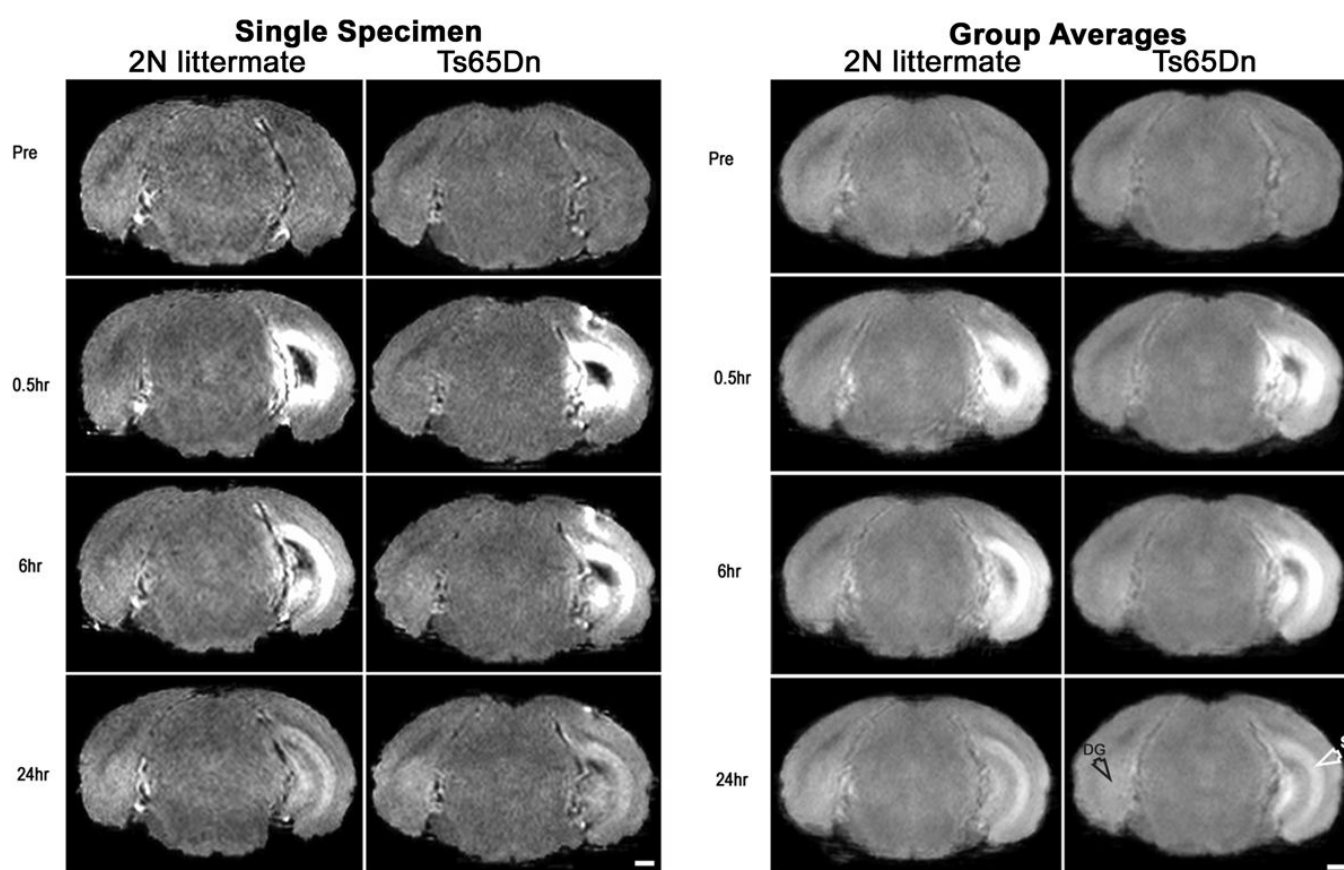 Single Specimen
2N littermate Ts65Dn
Group Averages
2N littermate Ts65Dn
Pre
0.5hr
6hr
24hr
Pre
0.5hr
6hr
24hr
DG